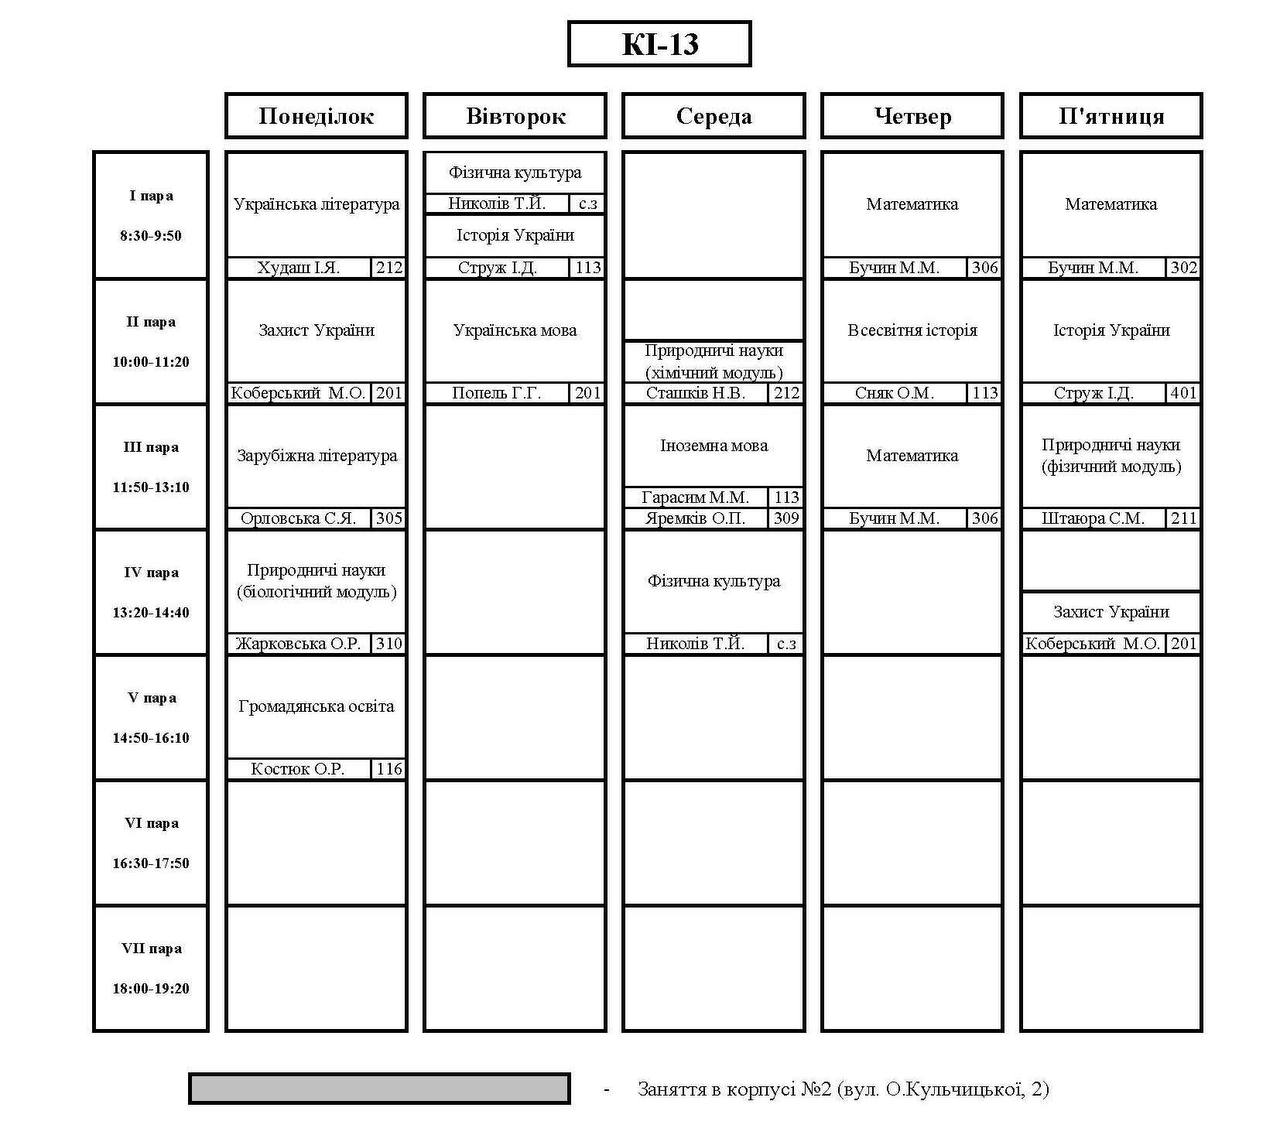 КІ-13
Понеділок Вівторок Середа Четвер П'ятниця
І пара
8:30-9:50
Українська література
Худаш І.Я. 212
Фізична культура
Николів Т.Й. с.з
Історія України
Струж І.Д. 113
Математика
Бучин М.М. 306
Математика
Бучин М.М. 302
ІІ пара
10:00-11:20
Захист України
Коберський М.О. 201
Українська мова
Попель Г.Г. 201
Природничі науки
(хімічний модуль)
Сташків Н.В. 212
Всесвітня історія
Сняк О.М. 113
Історія України
Струж І.Д. 401
ІІІ пара
11:50-13:10
Зарубіжна література
Орловська С.Я. 305
Іноземна мова
Гарасим М.М. 113
Яремків О.П. 309
Математика
Бучин М.М. 306
Природничі науки
(фізичний модуль)
Штаюра С.М. 211
IV пара
13:20-14:40
Природничі науки
(біологічний модуль)
Жарковська О.Р. 310
Фізична культура
Николів Т.Й. с.з
Захист України
Коберський М.О. 201
V пара
14:50-16:10
Громадянська освіта
Костюк О.Р. 116
VI пара
16:30-17:50
VII пара
18:00-19:20
- Заняття в корпусі №2 (вул. О.Кульчицької, 2)